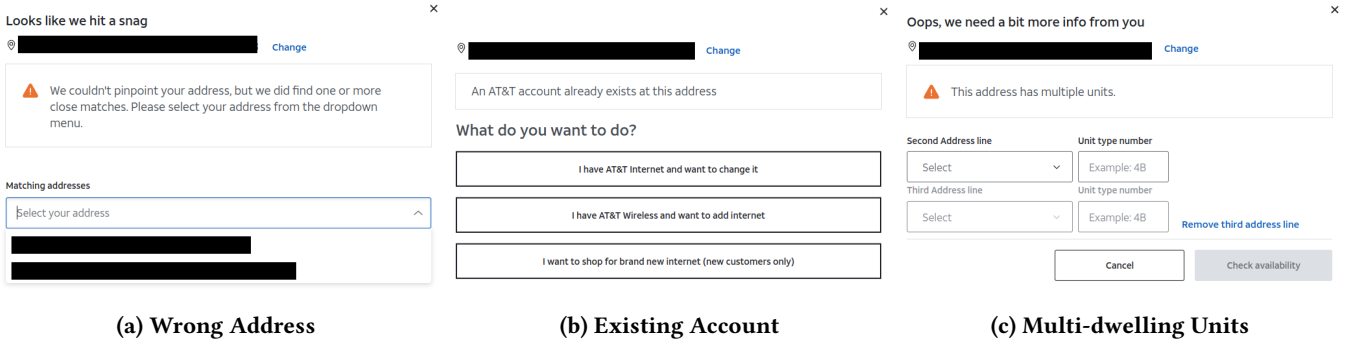 Looks like we hit a snag
Change
We couldn't pinpoint your address, but we did find one or more
close matches. Please select your address from the dropdown
menu.
Matching addresses
Select your address
(a) Wrong Address
Change
An AT&T account already exists at this address
What do you want to do?
I have AT&T Internet and want to change it
I have AT&T Wireless and want to add internet
I want to shop for brand new internet (new customers only)
(b) Existing Account
Oops, we need a bit more info from you
Change
This address has multiple units.
Second Address line Unit type number
Select Example: 4B
Third Address line Unit type number
Select Example: 4B Remove third address line
Cancel Check availability
(c) Multi-dwelling Units